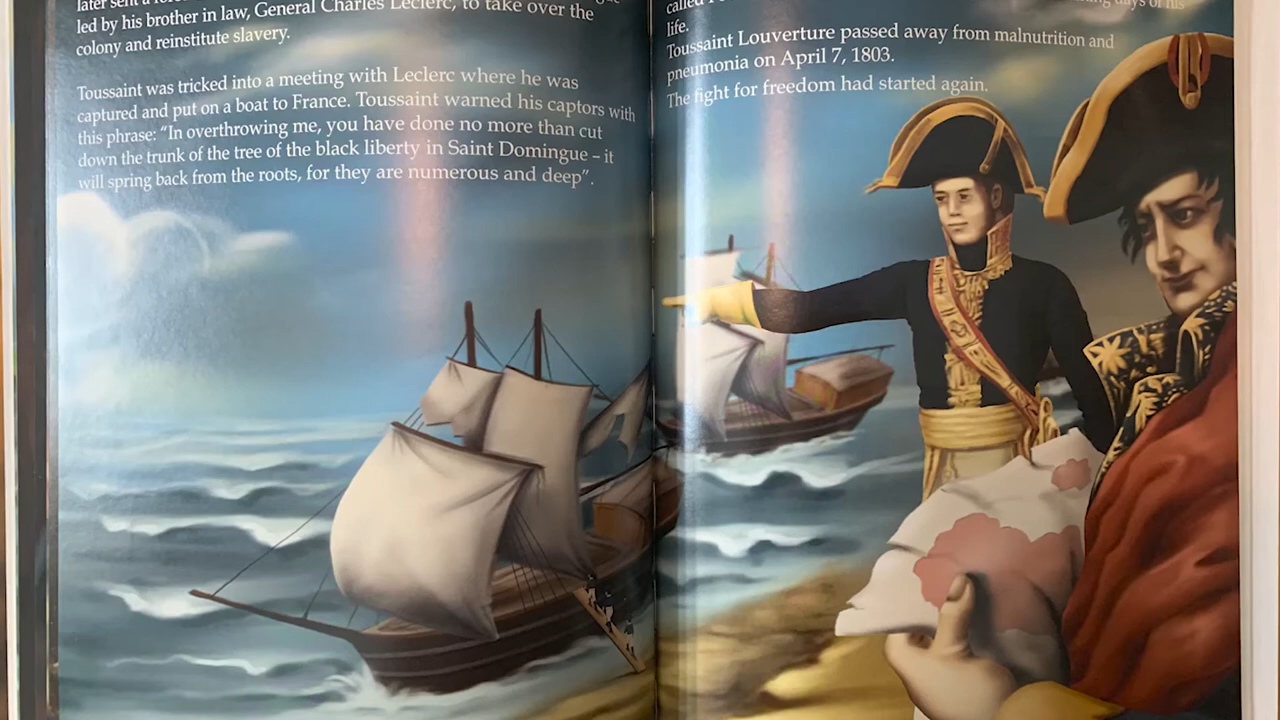 later sent a
led by his brother in law, General Charles Leclerc, to take over the
colony and reinstitute slavery.
Toussaint was tricked into a meeting with Leclerc where he was
captured and put on a boat to France. Toussaint warned his captors with
this phrase: “In overthrowing me, you have done no more than cut
down the trunk of the tree of the black liberty in Saint Domingue – it
will spring back from the roots, for they are numerous and deep”.
called
days of his
life.
Toussaint Louverture passed away from malnutrition and
pneumonia on April 7, 1803.
The fight for freedom had started again.